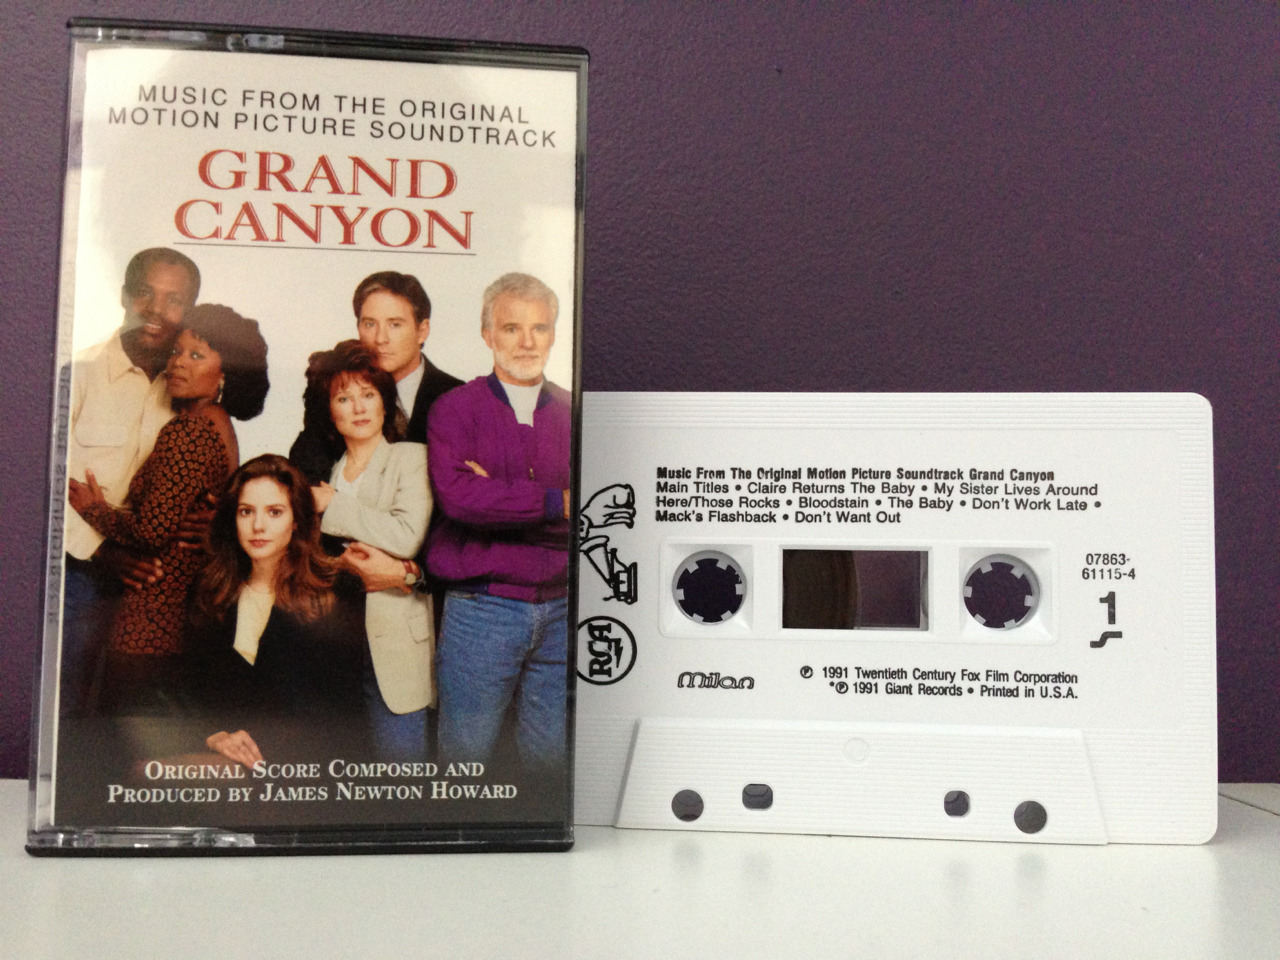 MUSIC FROM THE ORIGINAL
MOTION PICTURE SOUNDTRACK
GRAND
CANYON
ORIGINAL SCORE COMPOSED AND
PRODUCED BY JAMES NEWTON HOWARD
Music From The Original Motion Picture Soundtrack Grand Canyon
Main Titles • Claire Returns The Baby • My Sister Lives Around
Here/Those Rocks • Bloodstain • The Baby • Don't Work Late •
Mack's Flashback • Don't Want Out
07863-
61115-4
1
RCA
Milan
℗ 1991 Twentieth Century Fox Film Corporation
*℗ 1991 Giant Records • Printed in U.S.A.